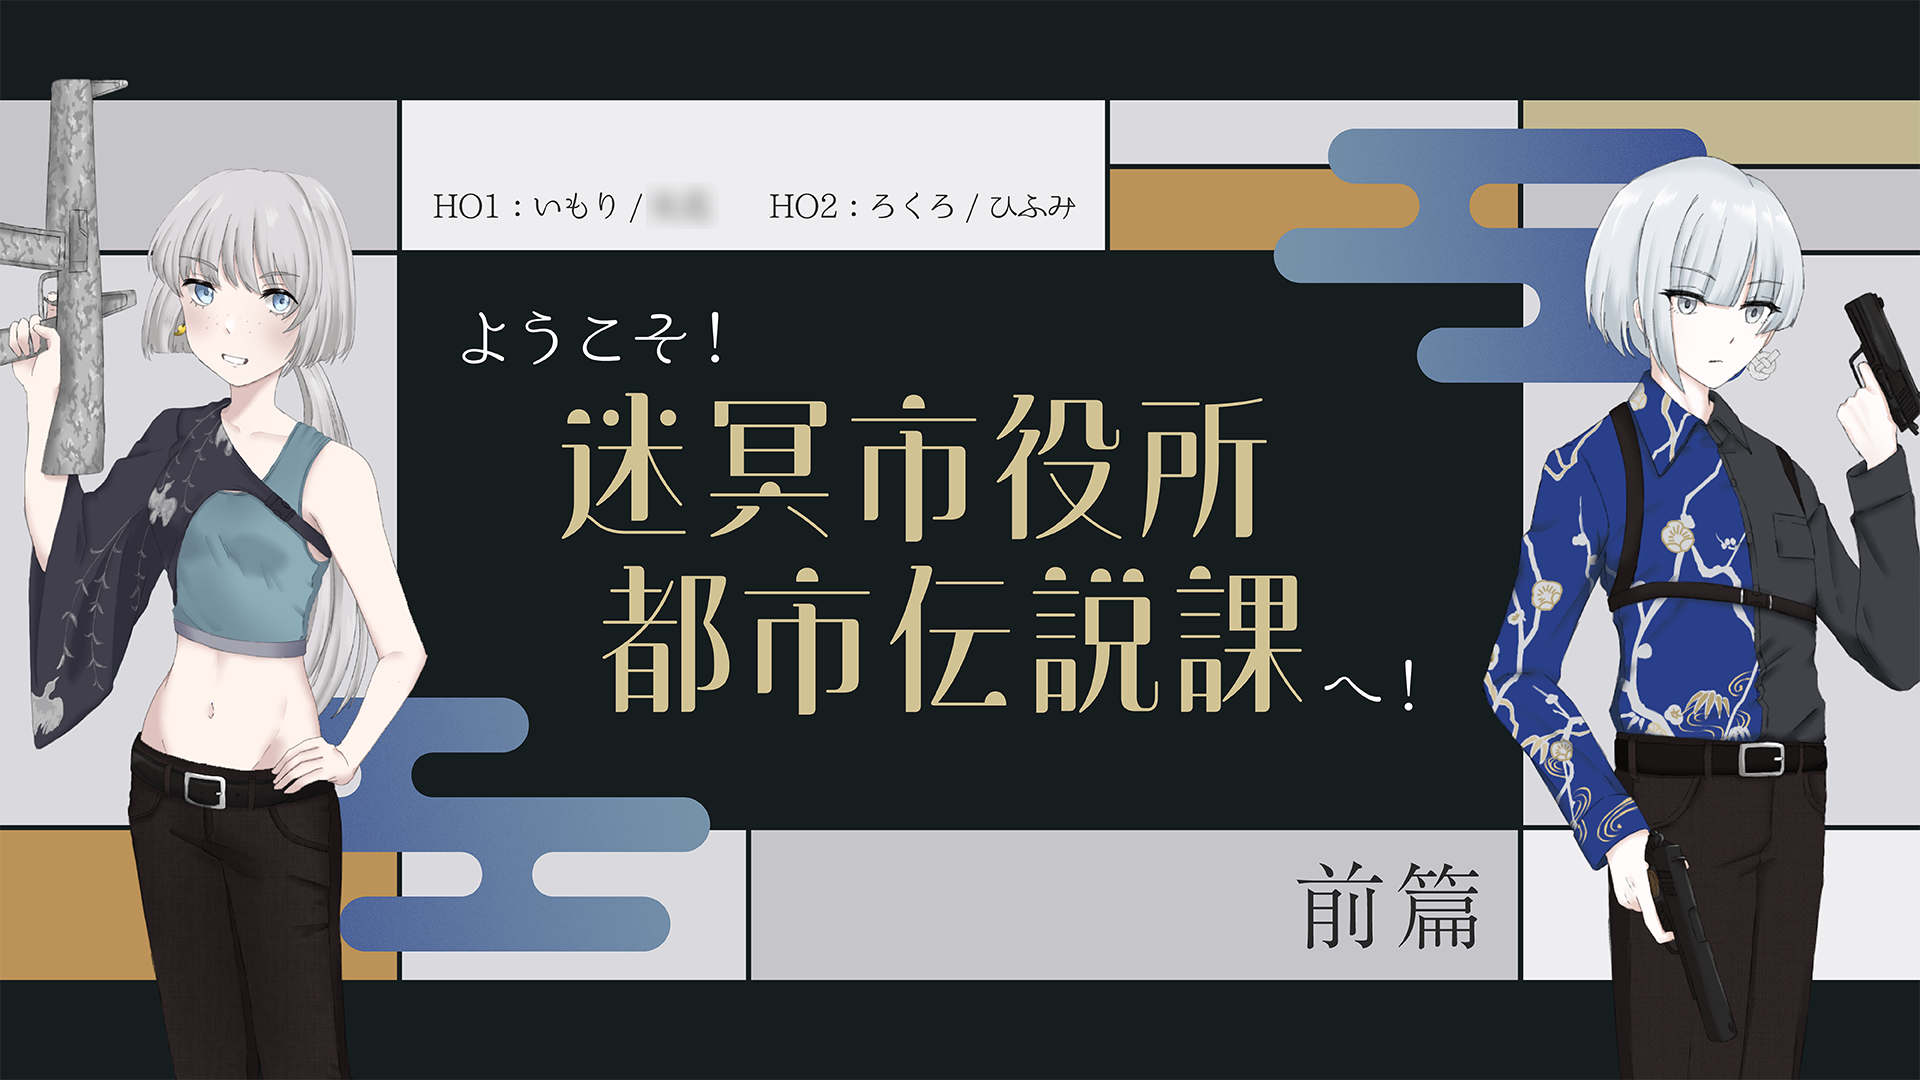 HO1：いもり /
HO2：ろくろ / ひふみ
ようこそ！
迷冥市役所
都市伝説課へ！
前篇